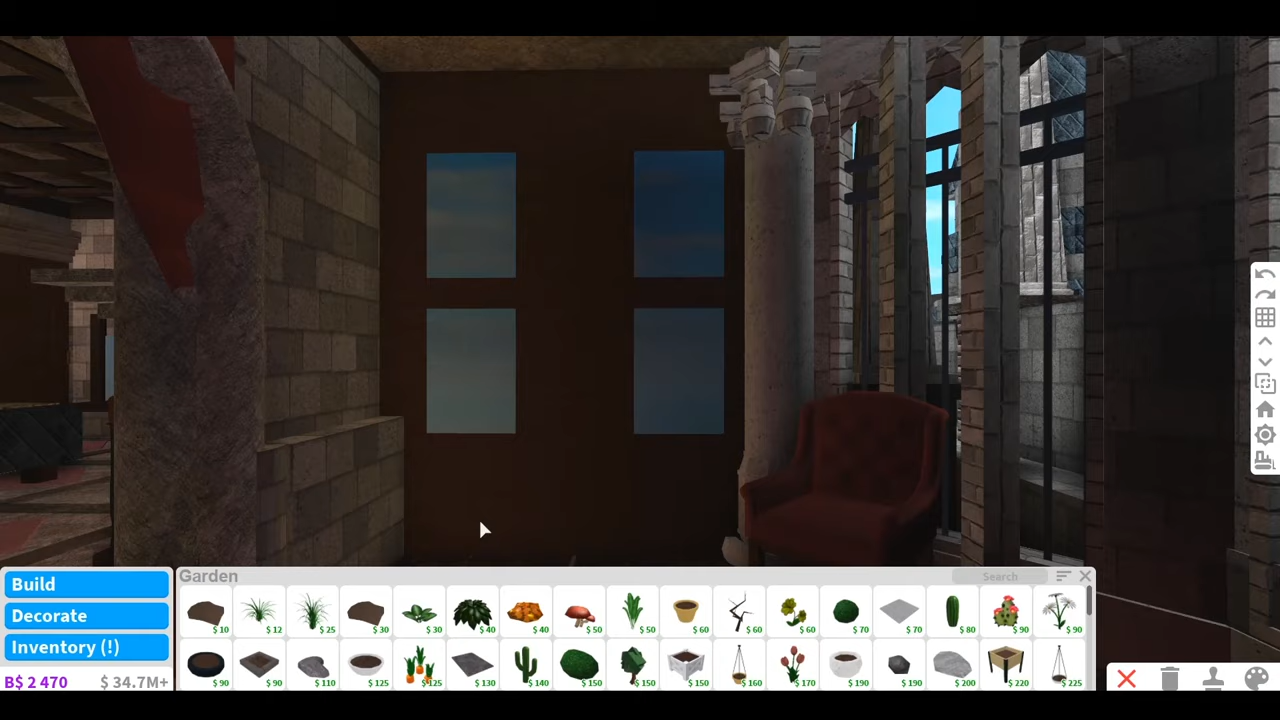 Garden
Search
Build
Decorate
Inventory (!)
B$ 2 470
$ 34.7M+
$ 10 $ 12 $ 25 $ 30 $ 30 $ 40 $ 40 $ 50 $ 50 $ 60 $ 60 $ 60 $ 70 $ 70 $ 80 $ 90 $ 90
$ 90 $ 90 $ 110 $ 125 $ 125 $ 130 $ 140 $ 150 $ 150 $ 150 $ 160 $ 170 $ 190 $ 190 $ 200 $ 220 $ 225